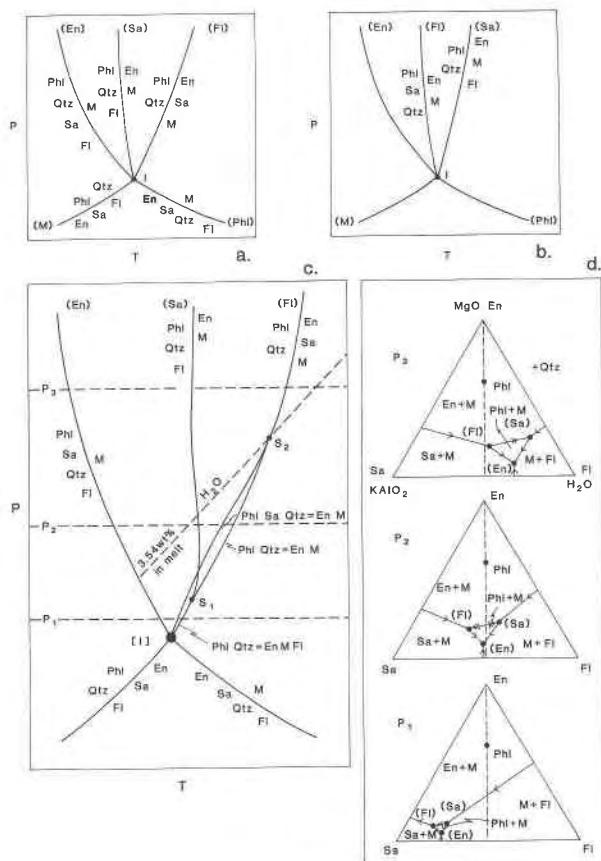 (En) (Sa) (Fl)
Phl En Phl En
Phl Qtz M Qtz Sa
Qtz M Sa Fl M
Sa Fl
P
I
Qtz
Phl Fl En M
Sa Sa
(M) En Qtz Fl (Phl)
T
a.
(En) (Fl) (Sa)
Phl En
Qtz M
Phl En
Sa M
Qtz
I
P
(M) (Phl)
T
b.
c.
(En) (Sa) (Fl)
Phl En Phl En
Qtz M Qtz Sa
Fl M
P3
S2
Phl
Sa M
Qtz Fl
H2O
3.54wt%
in melt
P
P2
Phl Sa Qtz=En M
Phl Qtz=En M
P1
S1
[I]
Phl Qtz=En M Fl
Phl En
Qtz Sa En M
Fl Sa
Qtz Fl
T
d.
MgO En
P3
+Qtz
Phl
En+M Phl+M
(Sa)
(Fl)
Sa+M M+Fl
(En)
Sa Fl
KAlO2 H2O
En
P2
Phl
En+M
Phl+M
(Fl) (Sa)
Sa+M M+Fl
(En)
Sa Fl
En
P1
Phl
En+M
M+Fl
(Fl) (Sa)
Phl+M
Sa+M (En)
Sa Fl